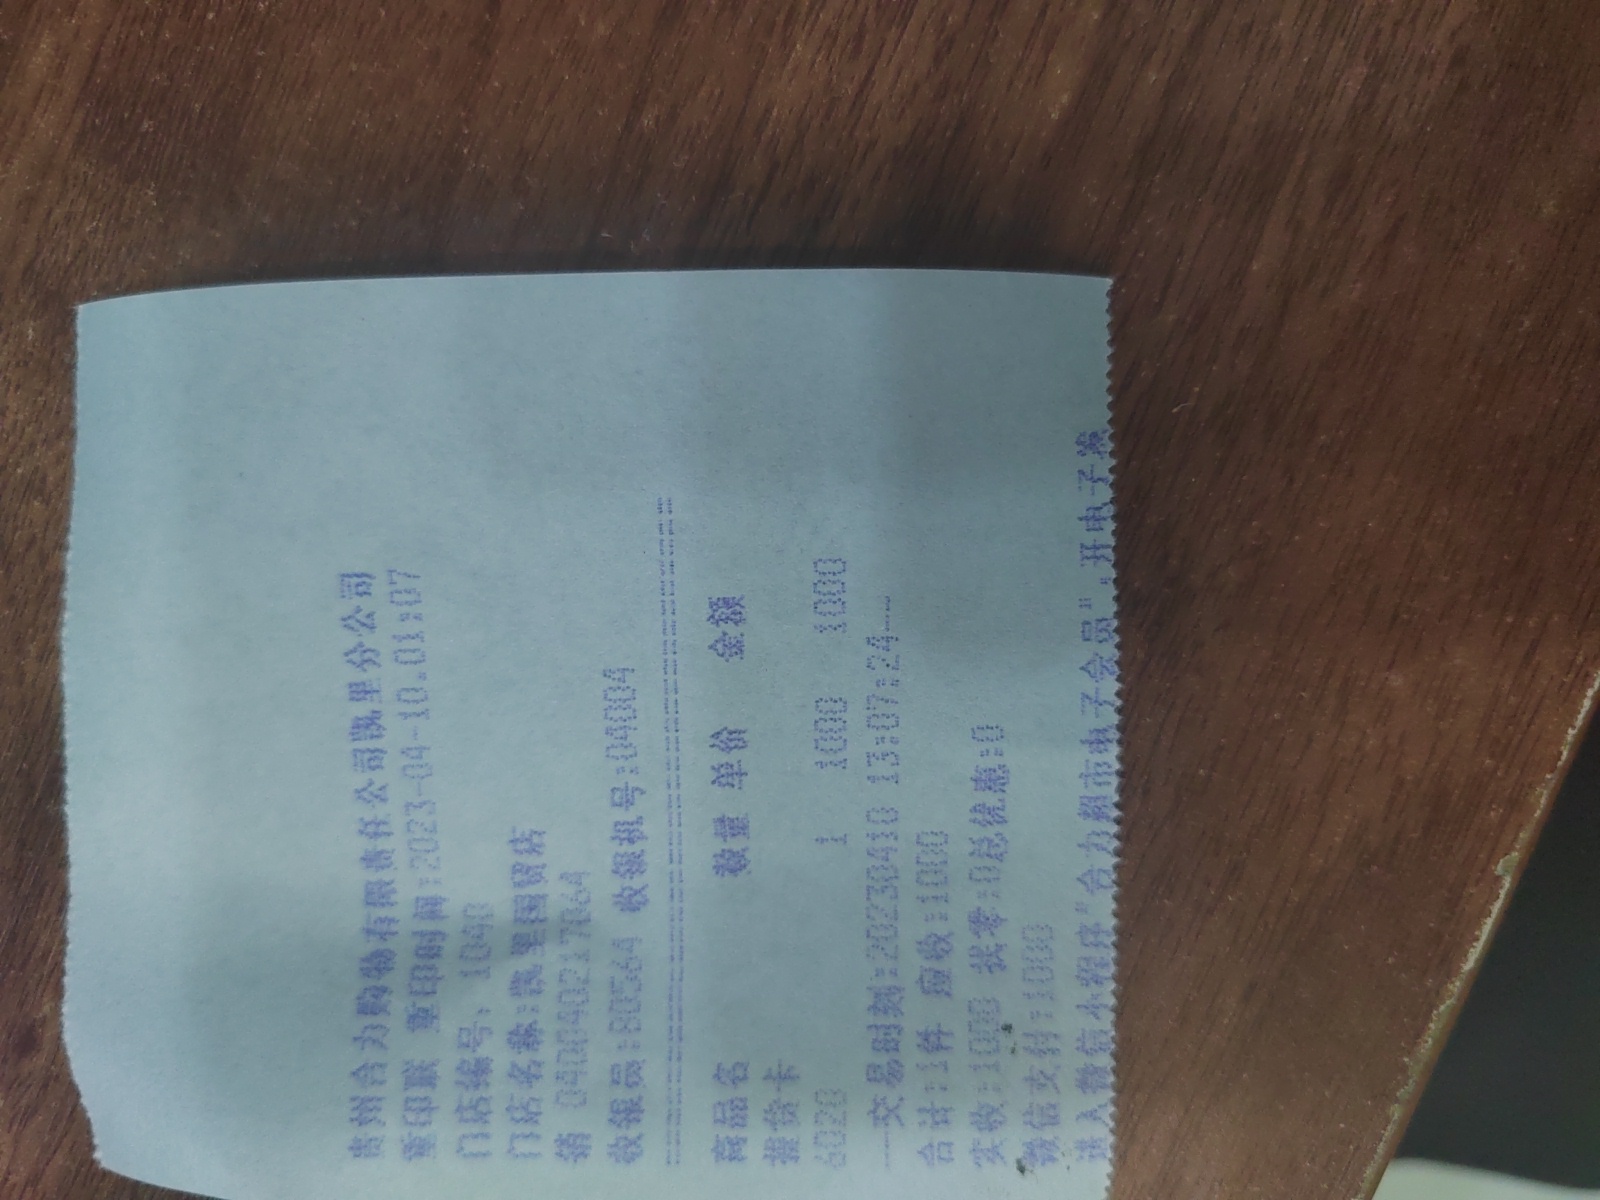 贵州合力购物有限责任公司凯里分公司
重印联 重印时间:2023-04-10.01:07
门店编号: 1040
门店名称:凯里国贸店
销 040040217064
收银员:80564 收银机号:04004
商品名 数量 单价 金额
提货卡
6020 1 1000 1000
---交易时刻:20230410 13:07:24---
合计:1件 应收:1000
实收:1000 扶零:0总优惠:0
微信支付:1000
进入微信小程序"合力超市电子会员",开电子发